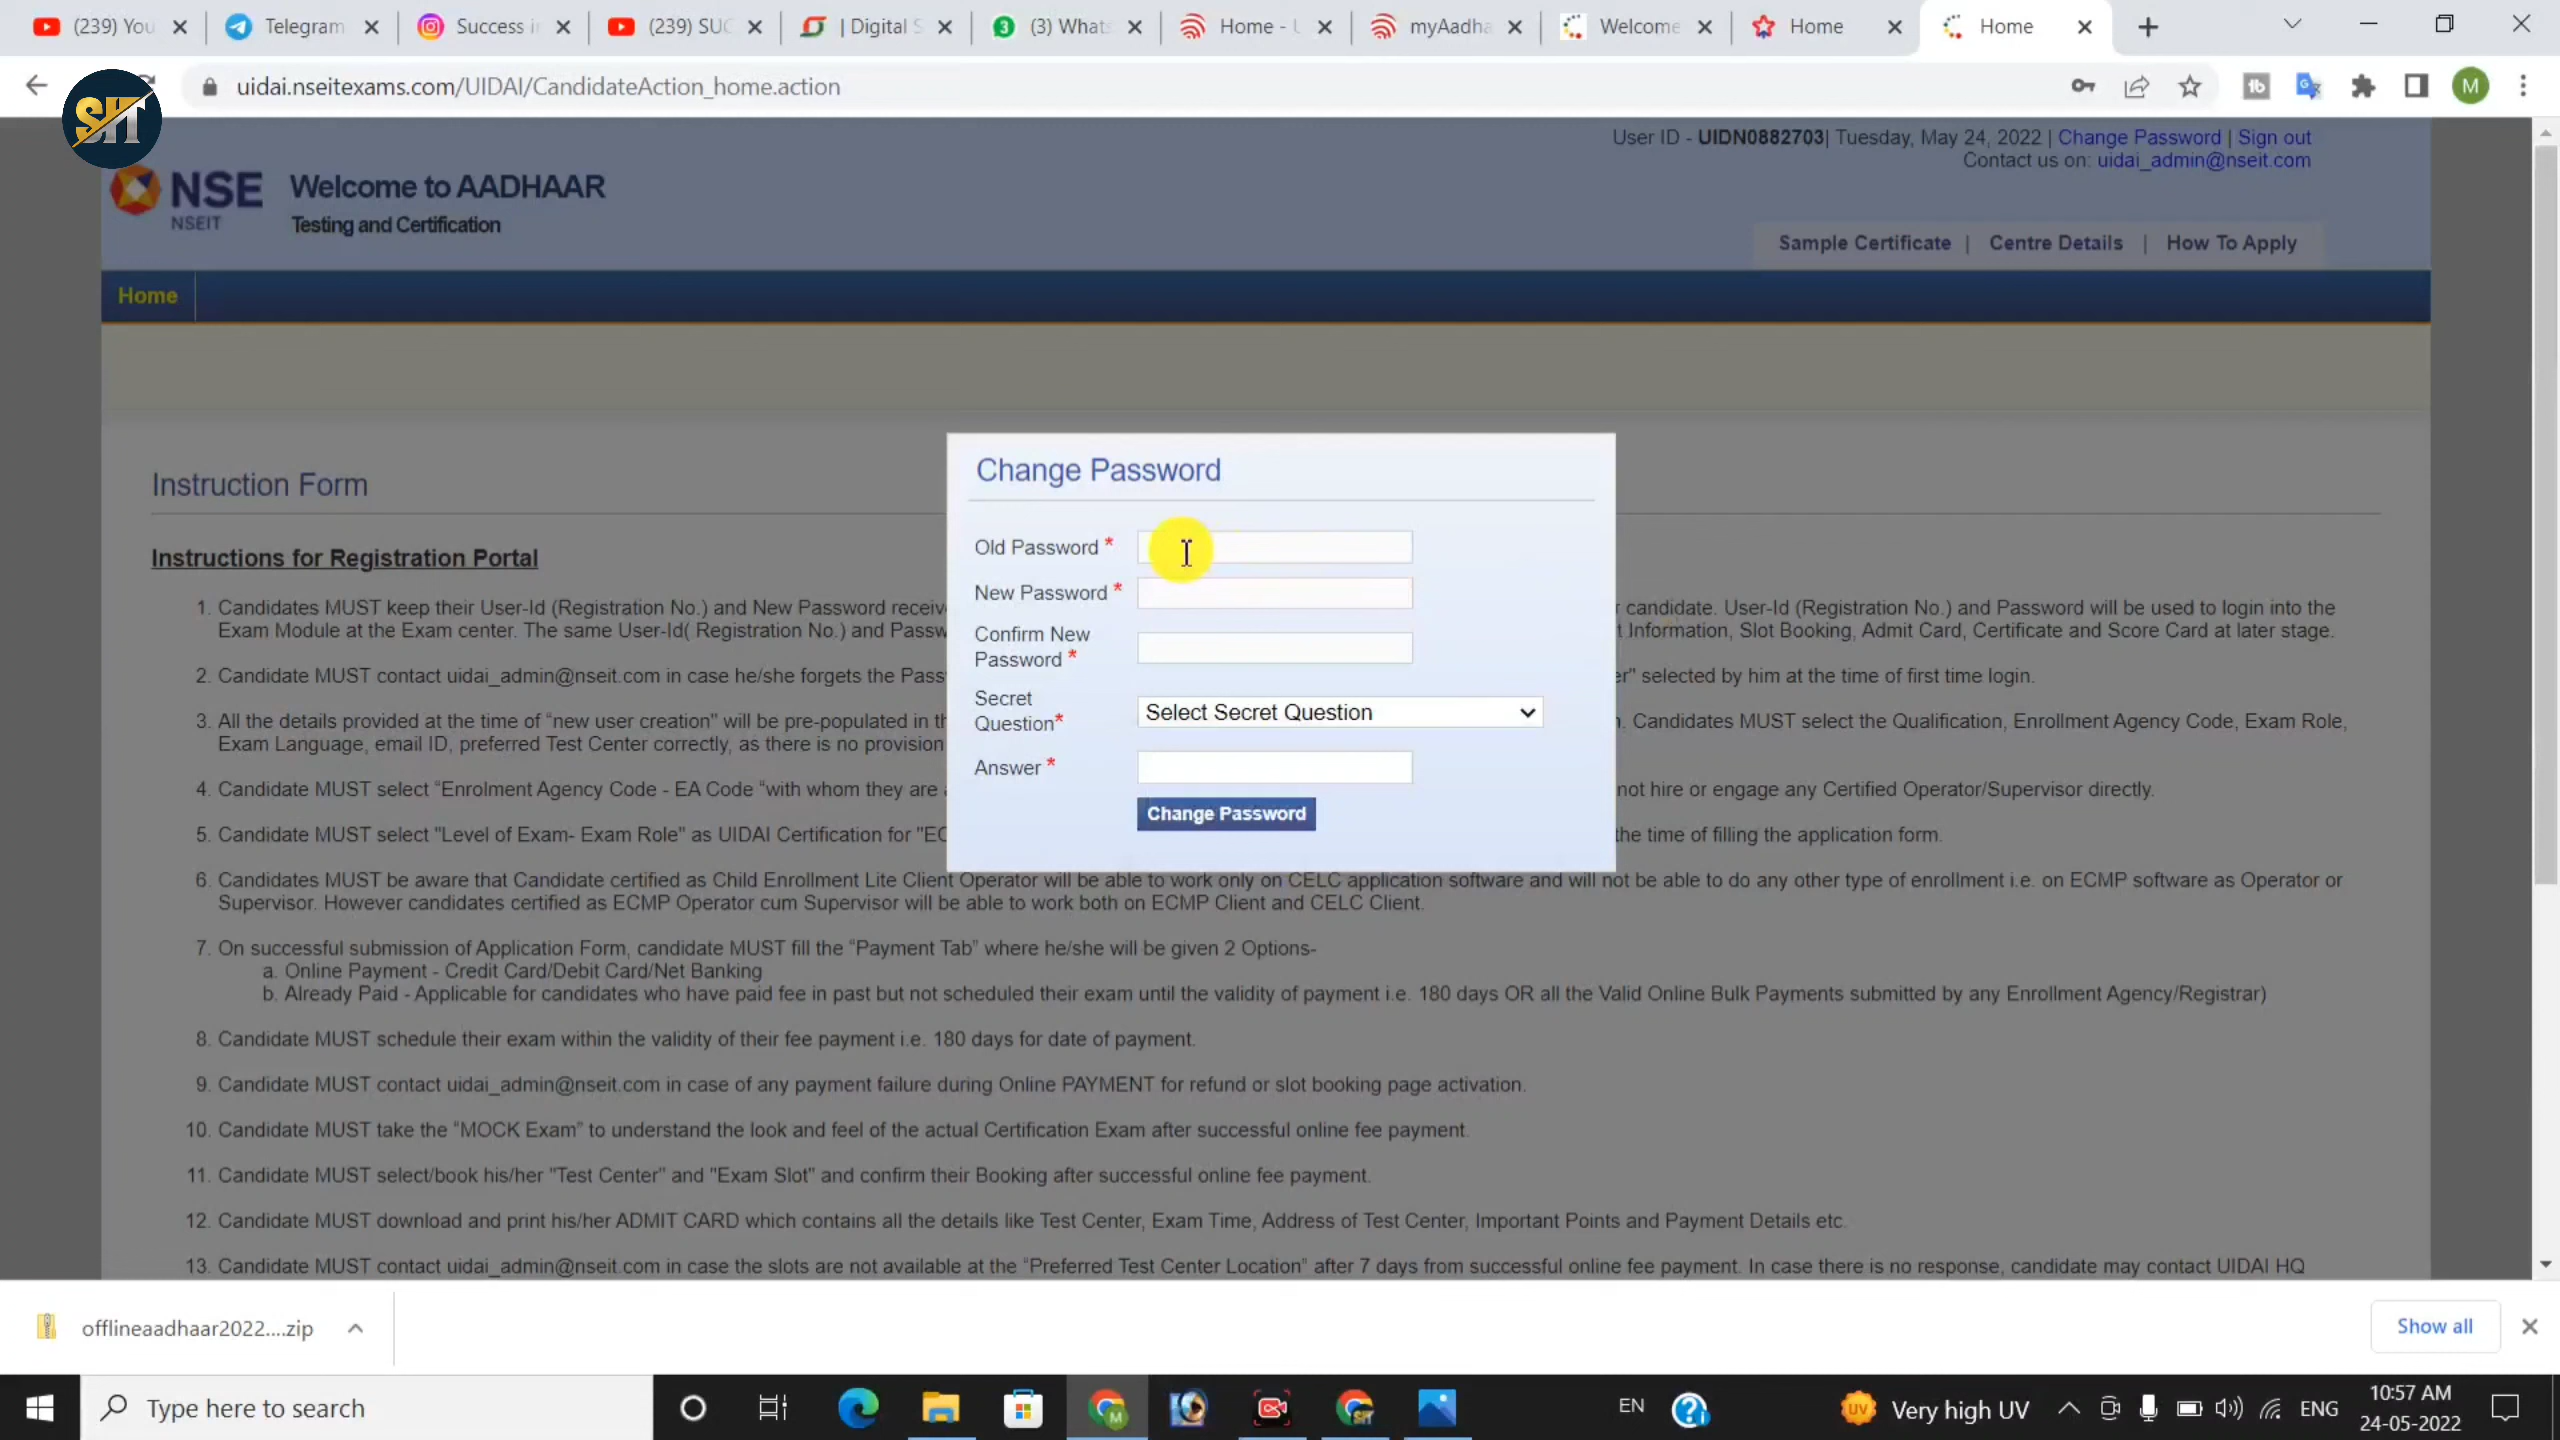 (239) You
Telegram
Success i
(239) SUC
| Digital S
(3) Whats
Home - U
myAadha
Welcome
Home
Home
uidai.nseitexams.com/UIDAI/CandidateAction_home.action
M
SIT
User ID - UIDN0882703| Tuesday, May 24, 2022 | Change Password | Sign out
Contact us on: uidai_admin@nseit.com
NSE
NSEIT
Welcome to AADHAAR
Testing and Certification
Sample Certificate | Centre Details | How To Apply
Home
Instruction Form
Change Password
Old Password *
New Password *
Confirm New
Password *
Secret
Question*
Select Secret Question
Answer *
Change Password
Instructions for Registration Portal
1. Candidates MUST keep their User-Id (Registration No.) and New Password receiv candidate. User-Id (Registration No.) and Password will be used to login into the
Exam Module at the Exam center. The same User-Id( Registration No.) and Passw t Information, Slot Booking, Admit Card, Certificate and Score Card at later stage.
2. Candidate MUST contact uidai_admin@nseit.com in case he/she forgets the Pass er" selected by him at the time of first time login.
3. All the details provided at the time of “new user creation" will be pre-populated in th Candidates MUST select the Qualification, Enrollment Agency Code, Exam Role,
Exam Language, email ID, preferred Test Center correctly, as there is no provision
4. Candidate MUST select “Enrolment Agency Code - EA Code “with whom they are not hire or engage any Certified Operator/Supervisor directly.
5. Candidate MUST select "Level of Exam- Exam Role" as UIDAI Certification for "EC the time of filling the application form.
6. Candidates MUST be aware that Candidate certified as Child Enrollment Lite Client Operator will be able to work only on CELC application software and will not be able to do any other type of enrollment i.e. on ECMP software as Operator or
Supervisor. However candidates certified as ECMP Operator cum Supervisor will be able to work both on ECMP Client and CELC Client.
7. On successful submission of Application Form, candidate MUST fill the “Payment Tab” where he/she will be given 2 Options-
a. Online Payment - Credit Card/Debit Card/Net Banking
b. Already Paid - Applicable for candidates who have paid fee in past but not scheduled their exam until the validity of payment i.e. 180 days OR all the Valid Online Bulk Payments submitted by any Enrollment Agency/Registrar)
8. Candidate MUST schedule their exam within the validity of their fee payment i.e. 180 days for date of payment.
9. Candidate MUST contact uidai_admin@nseit.com in case of any payment failure during Online PAYMENT for refund or slot booking page activation.
10. Candidate MUST take the “MOCK Exam” to understand the look and feel of the actual Certification Exam after successful online fee payment.
11. Candidate MUST select/book his/her "Test Center" and "Exam Slot" and confirm their Booking after successful online fee payment.
12. Candidate MUST download and print his/her ADMIT CARD which contains all the details like Test Center, Exam Time, Address of Test Center, Important Points and Payment Details etc.
13. Candidate MUST contact uidai_admin@nseit.com in case the slots are not available at the “Preferred Test Center Location” after 7 days from successful online fee payment. In case there is no response, candidate may contact UIDAI HQ
offlineaadhaar2022....zip
Show all
Type here to search
EN
UV
Very high UV
ENG
10:57 AM
24-05-2022